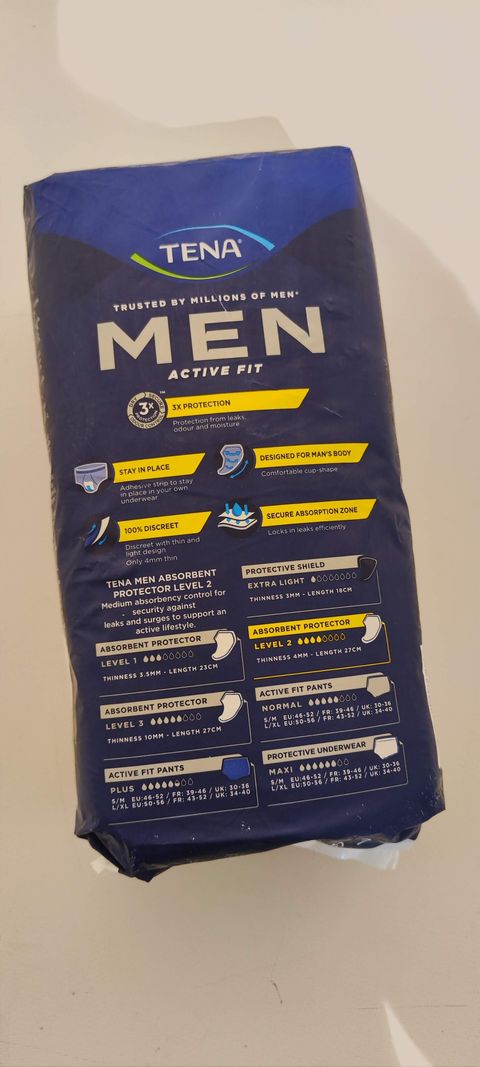 TENA®
TRUSTED BY MILLIONS OF MEN*
MEN
ACTIVE FIT
3X
3X PROTECTION
Protection from leaks,
odour and moisture
STAY IN PLACE
Adhesive strip to stay
in place in your own
underwear
DESIGNED FOR MAN'S BODY
Comfortable cup-shape
100% DISCREET
Discreet with thin and
light design
Only 4mm thin
SECURE ABSORPTION ZONE
Locks in leaks efficiently
TENA MEN ABSORBENT
PROTECTOR LEVEL 2
Medium absorbency control for
security against
leaks and surges to support an
active lifestyle.
PROTECTIVE SHIELD
EXTRA LIGHT
THINNESS 3MM - LENGTH 18CM
ABSORBENT PROTECTOR
LEVEL 1
THINNESS 3.5MM - LENGTH 23CM
ABSORBENT PROTECTOR
LEVEL 2
THINNESS 4MM - LENGTH 27CM
ABSORBENT PROTECTOR
LEVEL 3
THINNESS 10MM - LENGTH 27CM
ACTIVE FIT PANTS
NORMAL
S/M EU:46-52 / FR: 39-46 / UK: 30-36
L/XL EU:50-56 / FR: 43-52 / UK: 34-40
ACTIVE FIT PANTS
PLUS
S/M EU:46-52 / FR: 39-46 / UK: 30-36
L/XL EU:50-56 / FR: 43-52 / UK: 34-40
PROTECTIVE UNDERWEAR
MAXI
S/M EU:46-52 / FR: 39-46 / UK: 30-36
L/XL EU:50-56 / FR: 43-52 / UK: 34-40